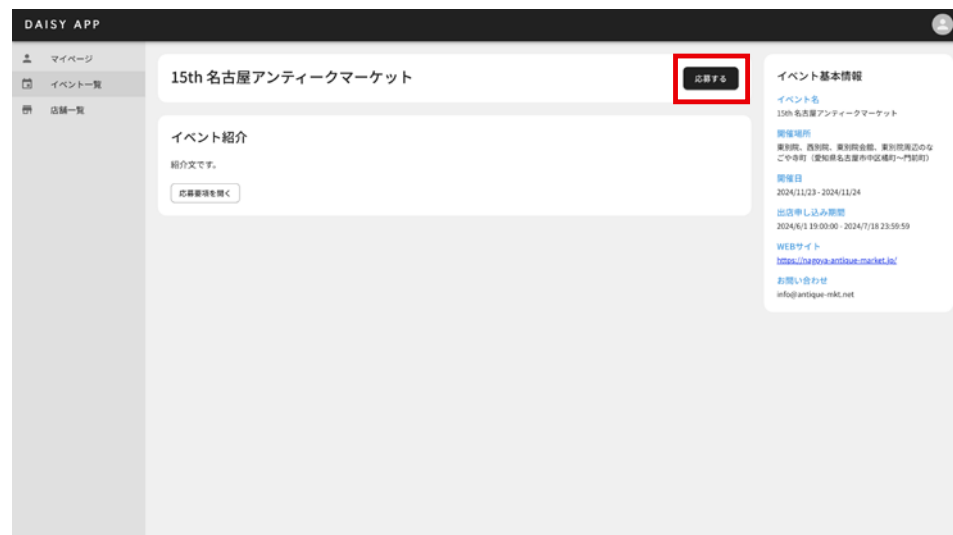 DAISY APP
マイページ
イベント一覧
店舗一覧
15th 名古屋アンティークマーケット
応募する
イベント紹介
紹介文です。
応募要項を開く
イベント基本情報
イベント名
15th 名古屋アンティークマーケット
開催場所
東別院、西別院、東別院会館、東別院周辺のな
ごや寺町（愛知県名古屋市中区橘町～門前町）
開催日
2024/11/23 - 2024/11/24
出店申し込み期間
2024/6/1 19:00:00 - 2024/7/18 23:59:59
WEBサイト
https://nagoya-antique-market.jp/
お問い合わせ
info@antique-mkt.net